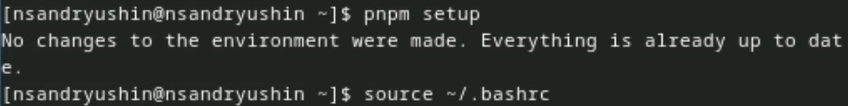 [nsandryushin@nsandryushin ~]$ pnpm setup
No changes to the environment were made. Everything is already up to dat
e.
[nsandryushin@nsandryushin ~]$ source ~/.bashrc